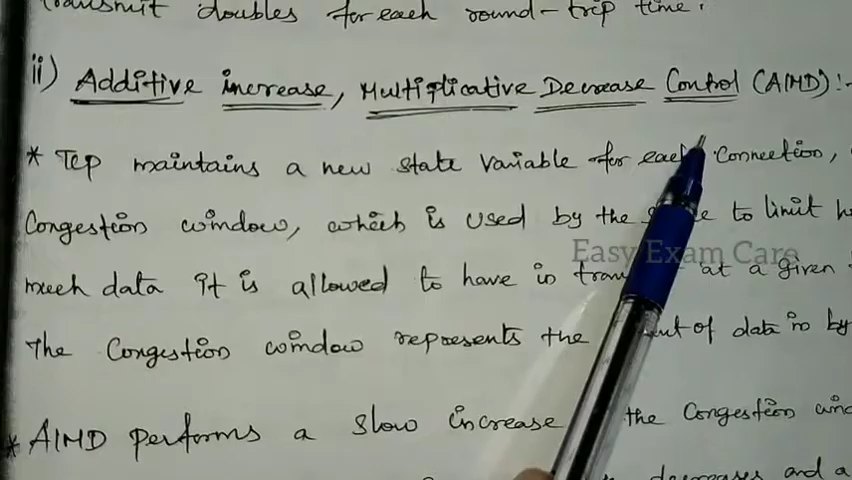 transmit doubles for each round-trip time.
ii) Additive increase, Multiplicative Decrease Control (AIMD):-
* TCP maintains a new state variable for each connection,
Congestion window, which is used by the to limit
much data it is allowed to have in at a given
The Congestion window represents the of data in
* AIMD performs a slow increase the Congestion
decreases and a
Easy Exam Care